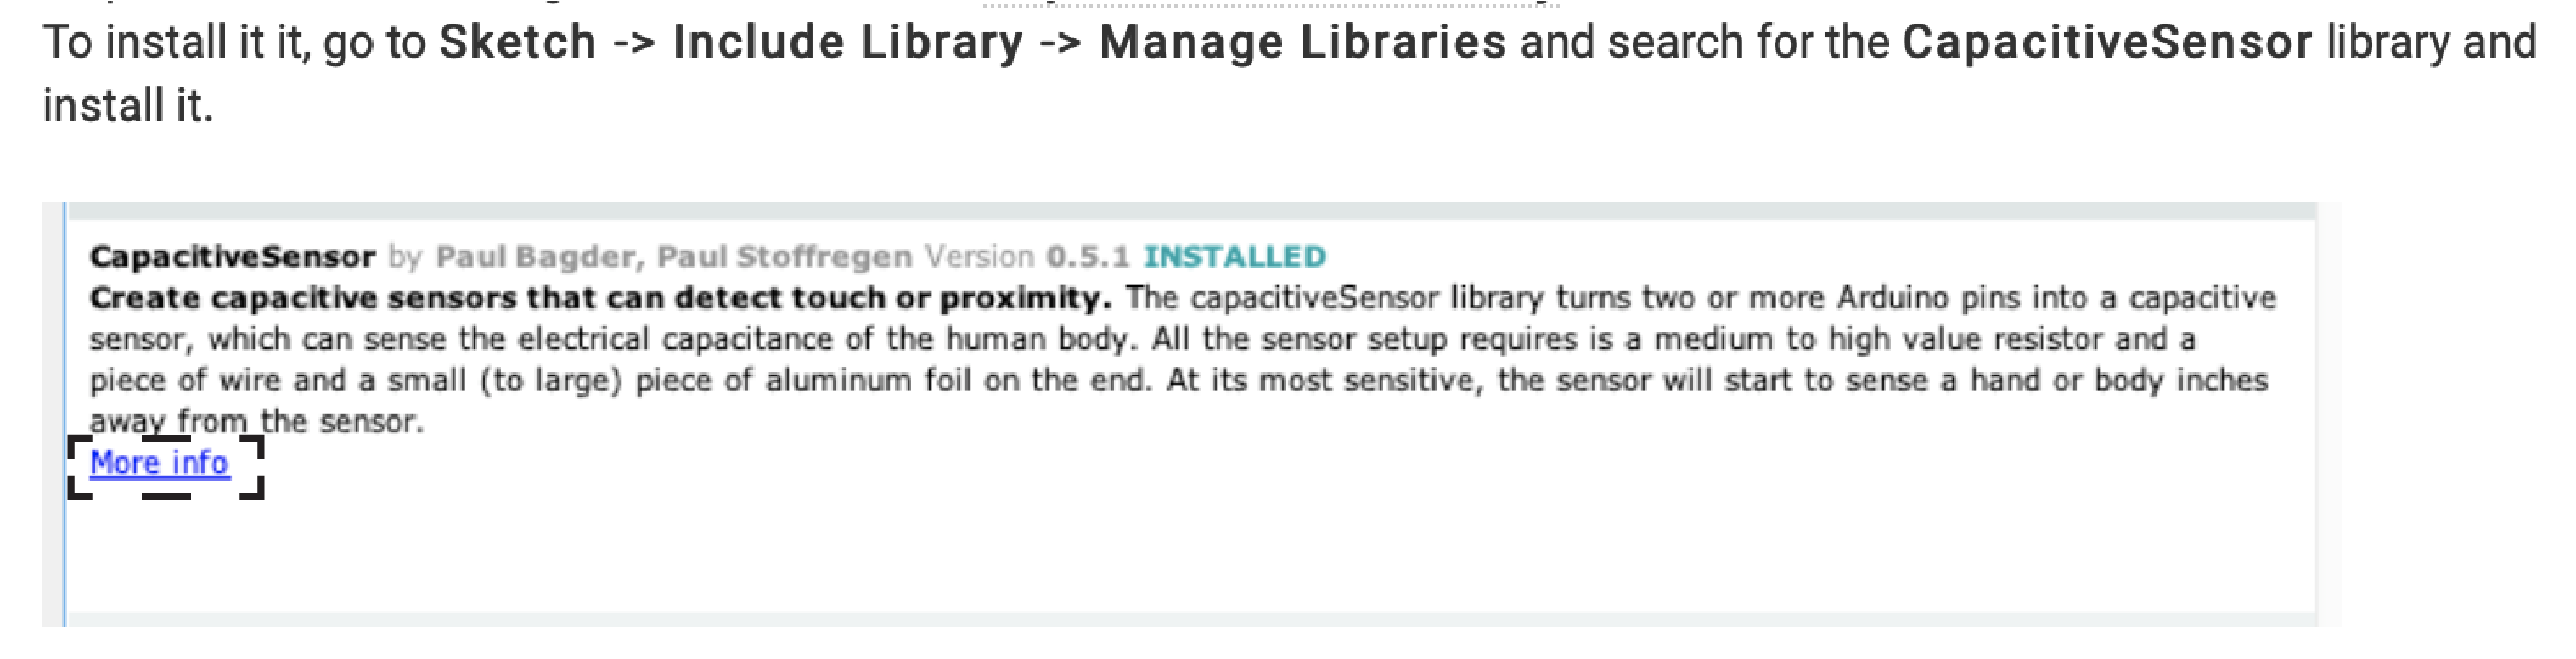 To install it it, go to Sketch -> Include Library -> Manage Libraries and search for the CapacitiveSensor library and
install it.
CapacitiveSensor by Paul Bagder, Paul Stoffregen Version 0.5.1 INSTALLED
Create capacitive sensors that can detect touch or proximity. The capacitiveSensor library turns two or more Arduino pins into a capacitive
sensor, which can sense the electrical capacitance of the human body. All the sensor setup requires is a medium to high value resistor and a
piece of wire and a small (to large) piece of aluminum foil on the end. At its most sensitive, the sensor will start to sense a hand or body inches
away from the sensor.
More info